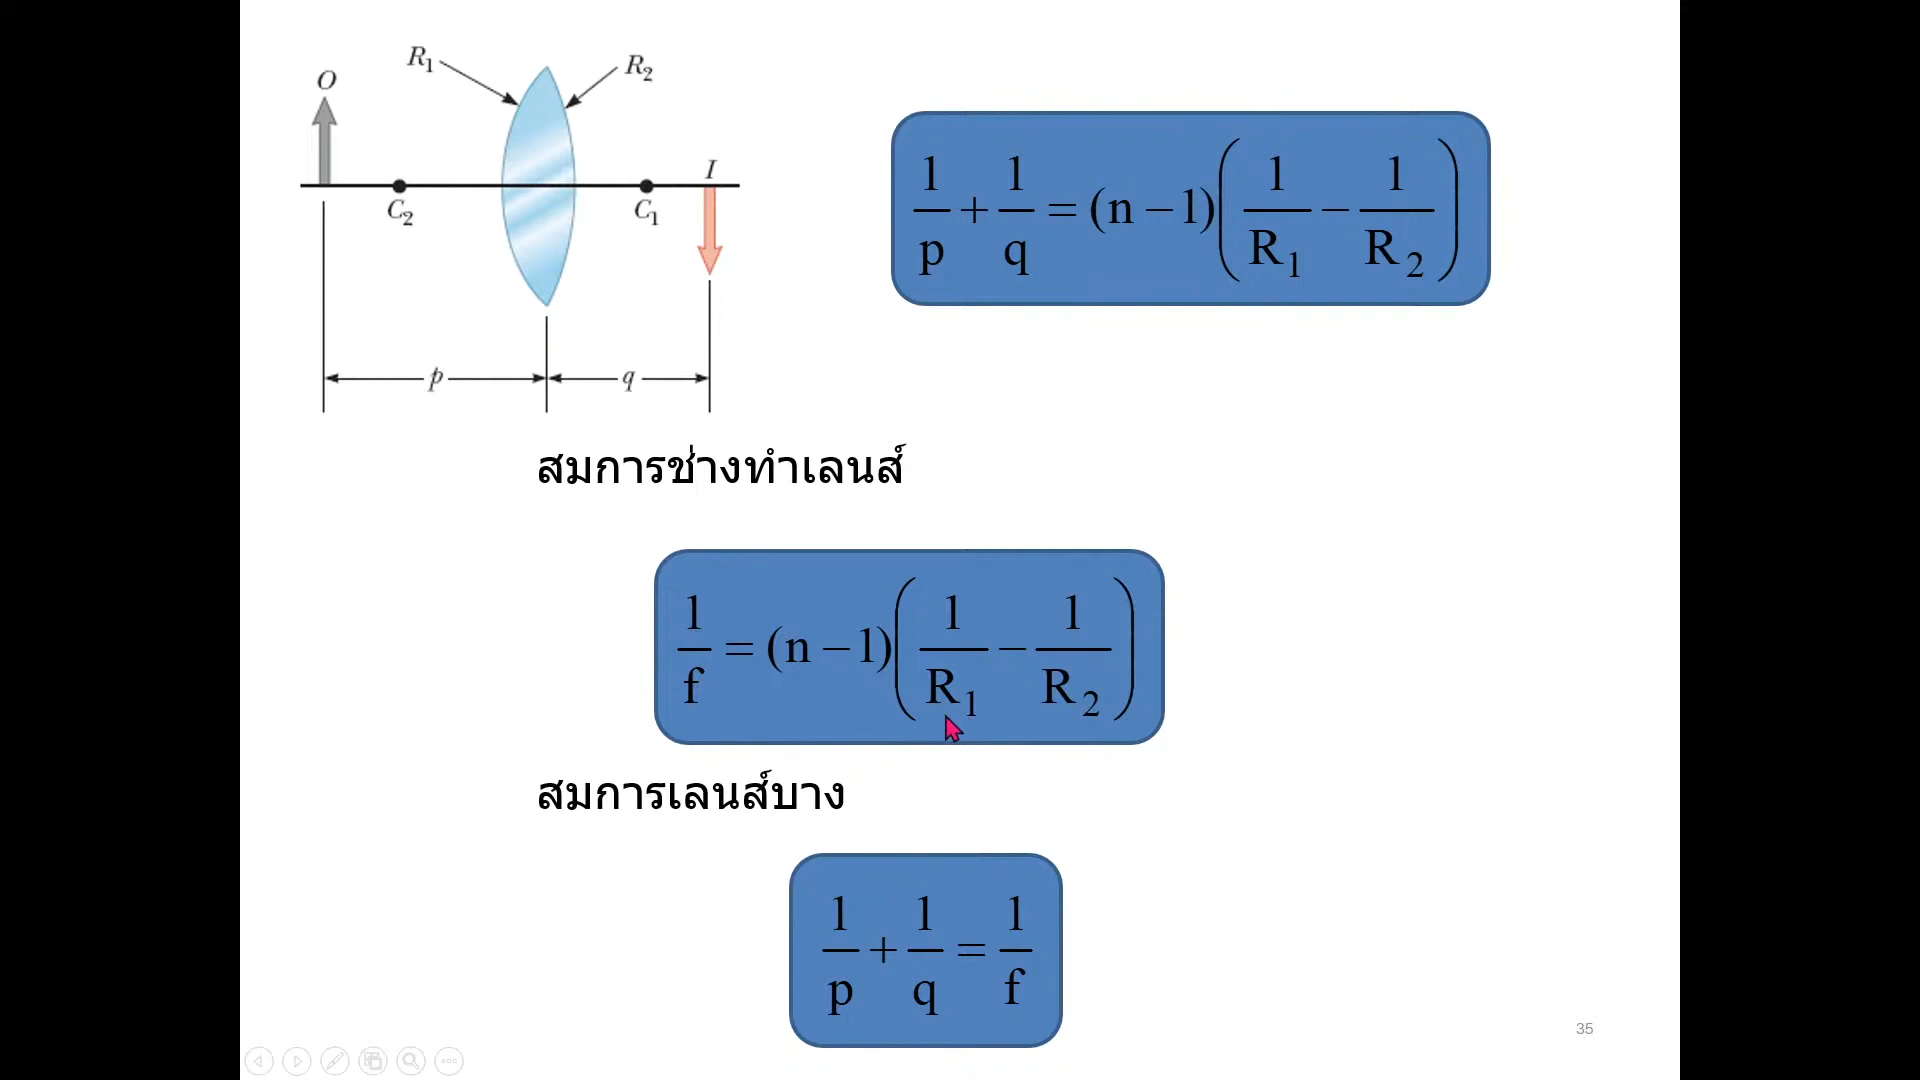 R₁
R₂
O
I
C₂
C₁
p
q
1/p + 1/q = (n − 1)(1/R₁ − 1/R₂)
สมการช่างทำเลนส์
1/f = (n − 1)(1/R₁ − 1/R₂)
สมการเลนส์บาง
1/p + 1/q = 1/f
35